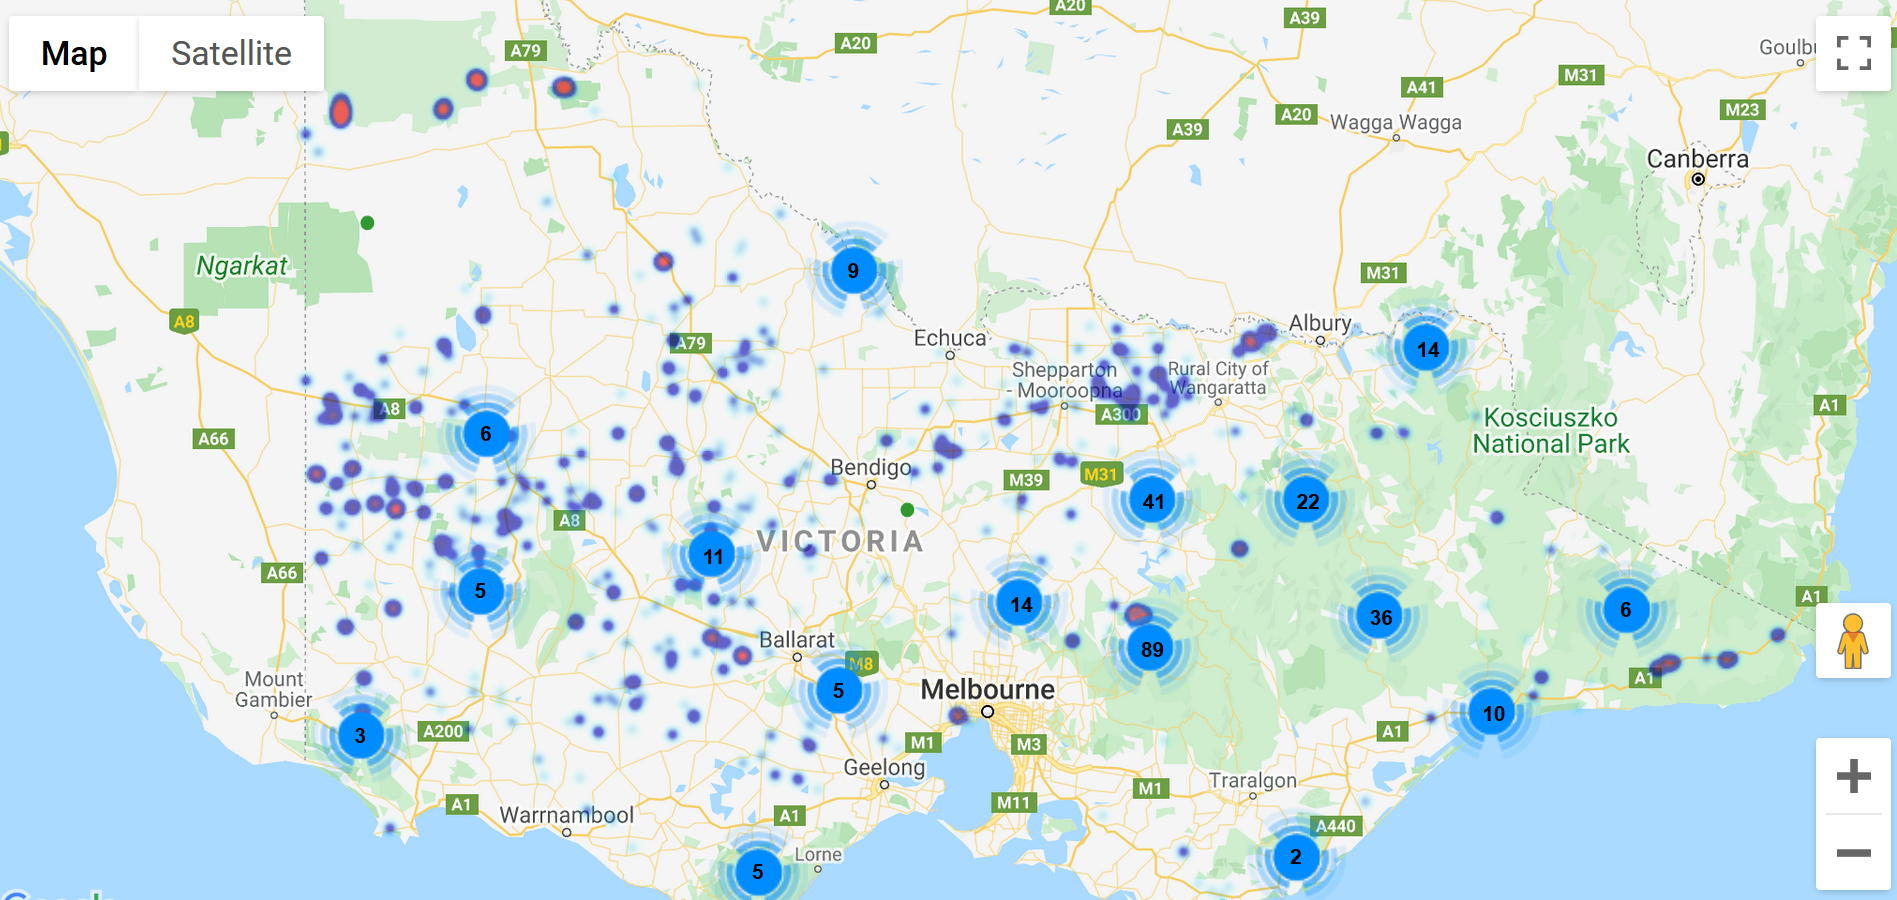 Map
Satellite
A20
A39
A79
A20
Goulbu
M31
A41
M23
A20
A39
Wagga Wagga
Canberra
Ngarkat
9
M31
A8
Albury
Echuca
A79
14
Shepparton
- Mooroopna
Rural City of
Wangaratta
A8
A300
A1
Kosciuszko
National Park
6
A66
Bendigo
M39
M31
41
22
A8
VICTORIA
11
A66
5
14
A1
6
36
Ballarat
89
M8
Mount
Gambier
A1
Melbourne
5
10
3
A200
A1
M1
M3
Geelong
Traralgon
M1
A1
M11
Warrnambool
A1
A440
Lorne
2
5